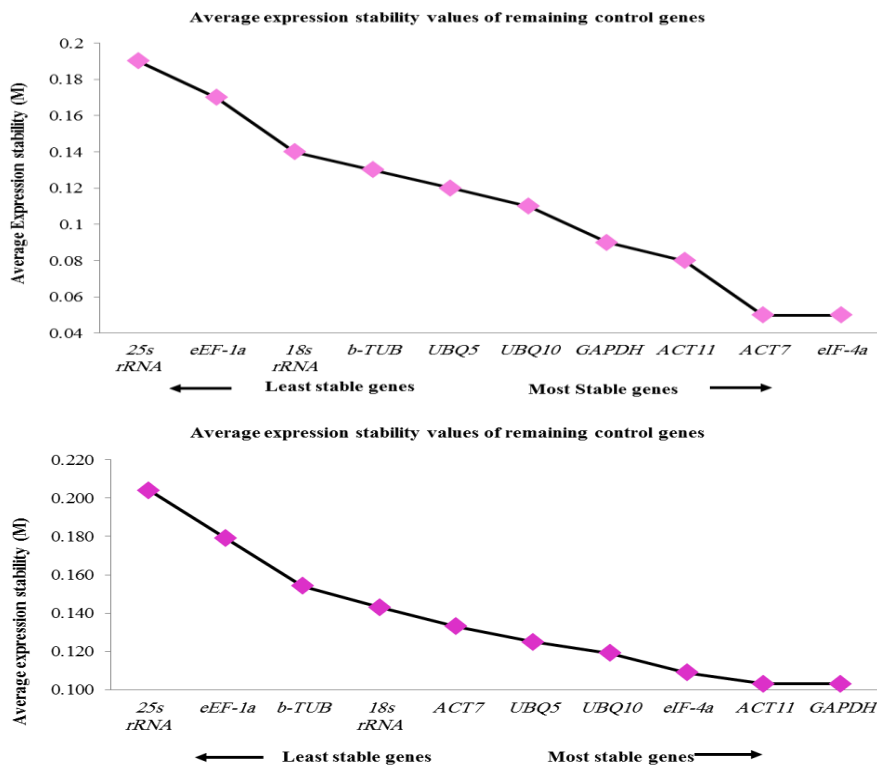 Average expression stability values of remaining control genes
Average Expression stability (M)
0.2
0.18
0.16
0.14
0.12
0.1
0.08
0.06
0.04
25s rRNA eEF-1a 18s rRNA b-TUB UBQ5 UBQ10 GAPDH ACT11 ACT7 eIF-4a
Least stable genes Most Stable genes
Average expression stability values of remaining control genes
Average expression stability (M)
0.220
0.200
0.180
0.160
0.140
0.120
0.100
25s rRNA eEF-1a b-TUB 18s rRNA ACT7 UBQ5 UBQ10 eIF-4a ACT11 GAPDH
Least stable genes Most stable genes